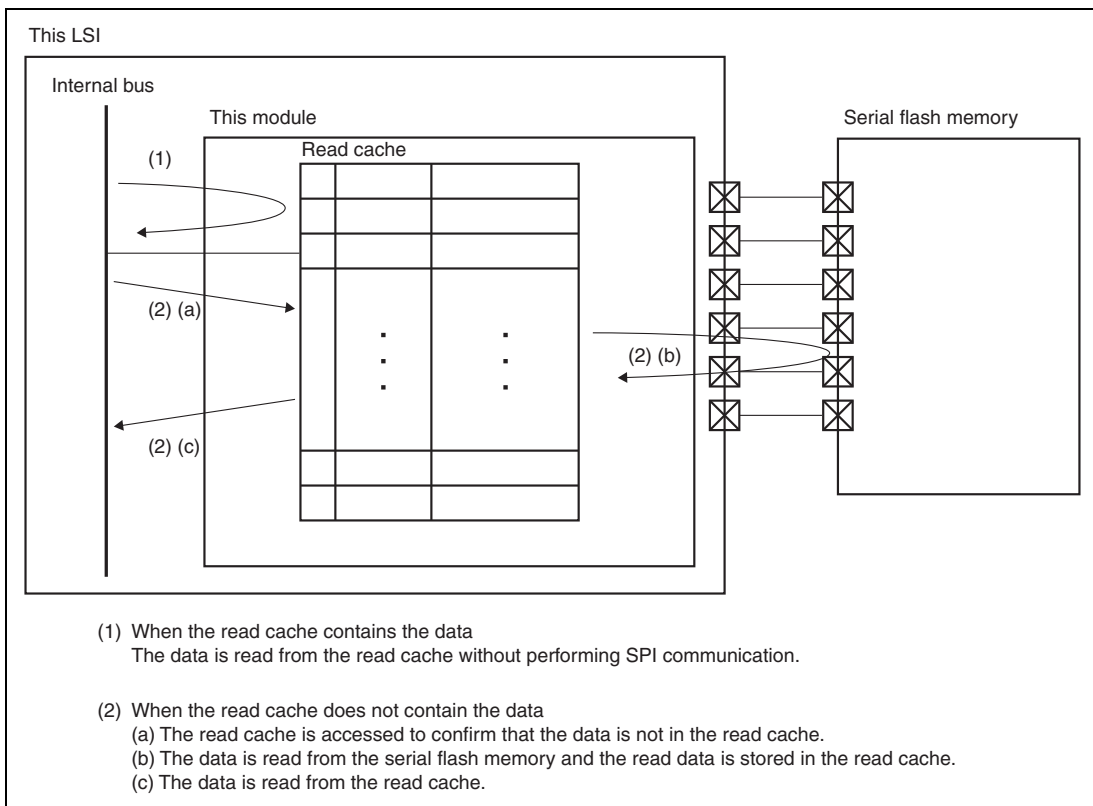 This LSI
Internal bus
This module
Serial flash memory
Read cache
(1)
(2) (a)
(2) (b)
(2) (c)
(1) When the read cache contains the data
The data is read from the read cache without performing SPI communication.
(2) When the read cache does not contain the data
(a) The read cache is accessed to confirm that the data is not in the read cache.
(b) The data is read from the serial flash memory and the read data is stored in the read cache.
(c) The data is read from the read cache.